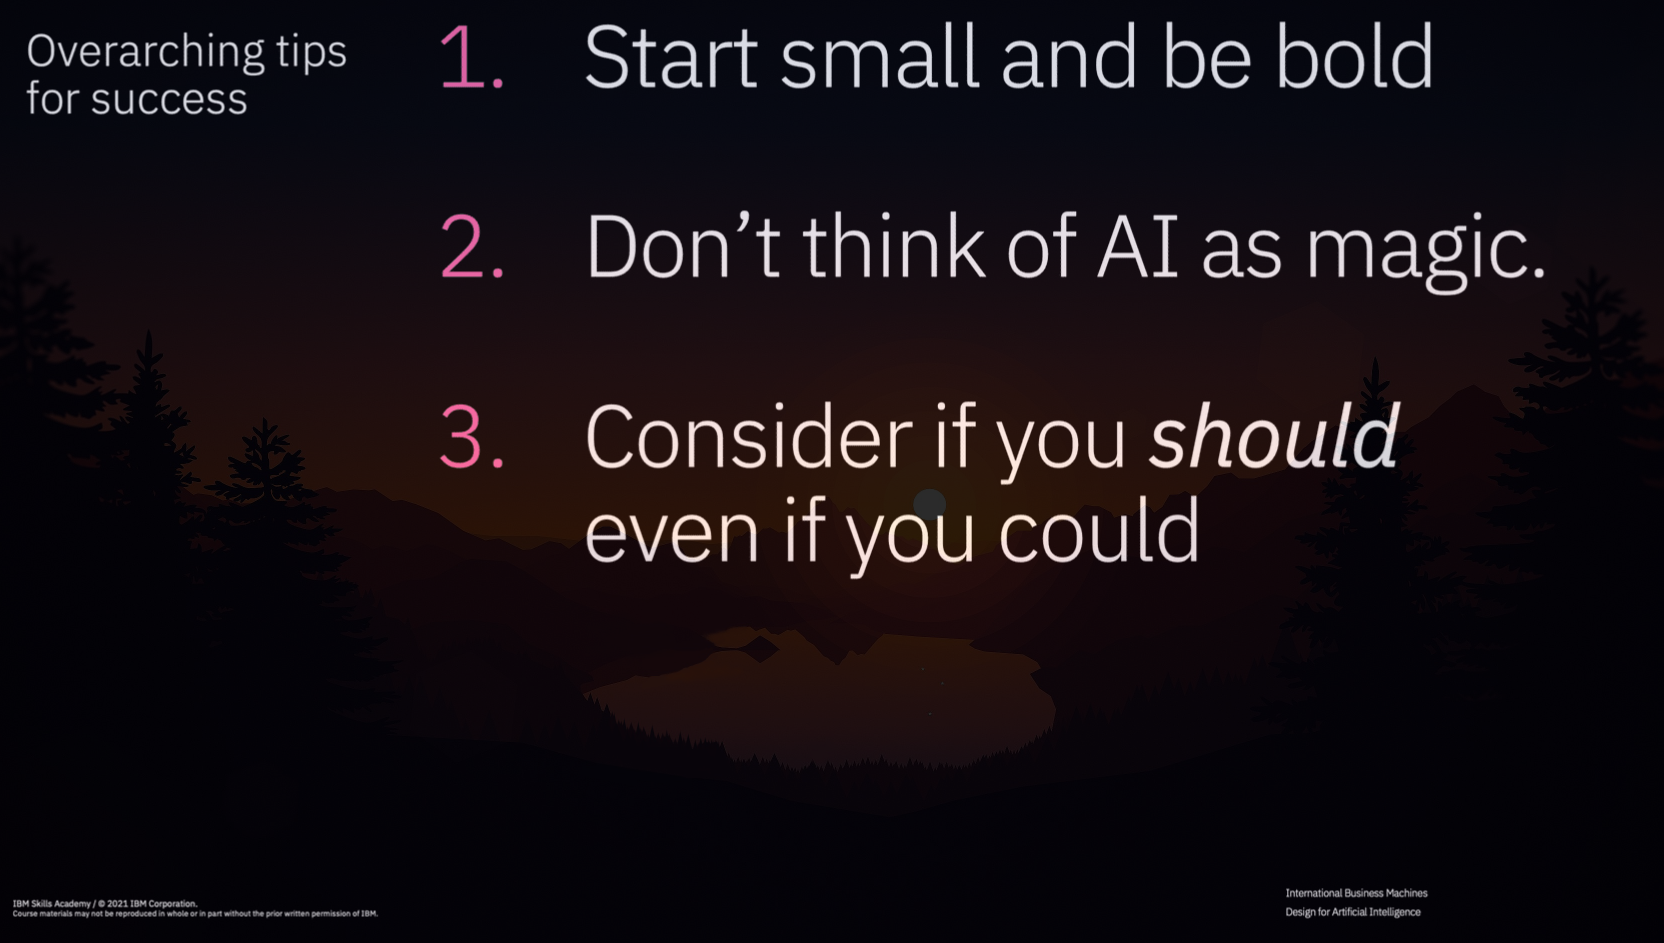 Overarching tips
for success
1. Start small and be bold
2. Don’t think of AI as magic.
3. Consider if you should
even if you could
IBM Skills Academy / © 2021 IBM Corporation.
Course materials may not be reproduced in whole or in part without the prior written permission of IBM.
International Business Machines
Design for Artificial Intelligence